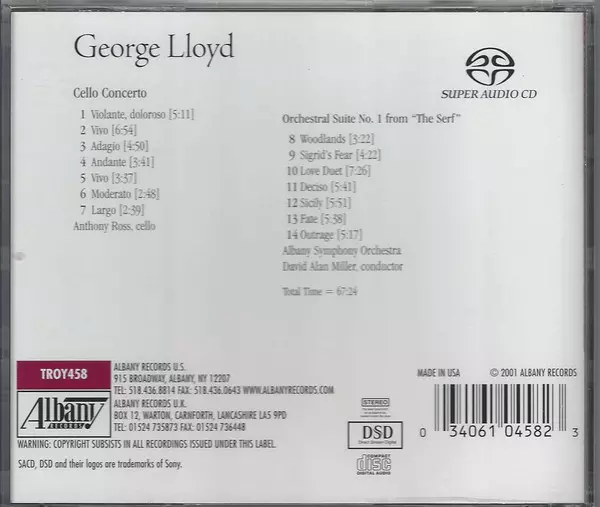 George Lloyd
SUPER AUDIO CD
Cello Concerto
1 Violante, doloroso [5:11]
2 Vivo [6:54]
3 Adagio [4:50]
4 Andante [3:41]
5 Vivo [3:37]
6 Moderato [2:48]
7 Largo [2:39]
Anthony Ross, cello
Orchestral Suite No. 1 from "The Serf"
8 Woodlands [3:22]
9 Sigrid's Fear [4:22]
10 Love Duet [7:26]
11 Deciso [5:41]
12 Sicily [5:51]
13 Fate [5:38]
14 Outrage [5:17]
Albany Symphony Orchestra
David Alan Miller, conductor
Total Time = 67:24
TROY458
Albany
RECORDS
ALBANY RECORDS U.S.
915 BROADWAY, ALBANY, NY 12207
TEL: 518.436.8814 FAX: 518.436.0643 WWW.ALBANYRECORDS.COM
ALBANY RECORDS U.K.
BOX 12, WARTON, CARNFORTH, LANCASHIRE LA5 9PD
TEL: 01524 735873 FAX: 01524 736448
WARNING: COPYRIGHT SUBSISTS IN ALL RECORDINGS ISSUED UNDER THIS LABEL.
SACD, DSD and their logos are trademarks of Sony.
STEREO
DSD
Direct Stream Digital
COMPACT
disc
DIGITAL AUDIO
MADE IN USA
© 2001 ALBANY RECORDS
0 34061 04582 3